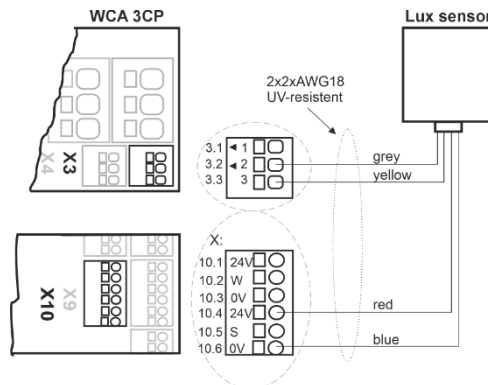 WCA 3CP
Lux sensor
2x2xAWG18
UV-resistent
X3
X4
3.1 ◄ 1
3.2 ◄ 2
3.3 3
grey
yellow
X:
10.1 24V
10.2 W
10.3 0V
10.4 24V
10.5 S
10.6 0V
X10
X9
red
blue